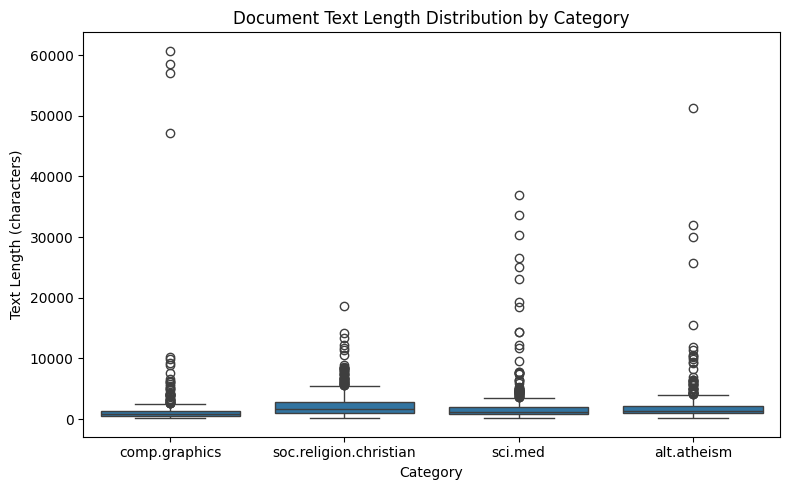 Document Text Length Distribution by Category
Text Length (characters)
60000
50000
40000
30000
20000
10000
0
comp.graphics
soc.religion.christian
sci.med
alt.atheism
Category